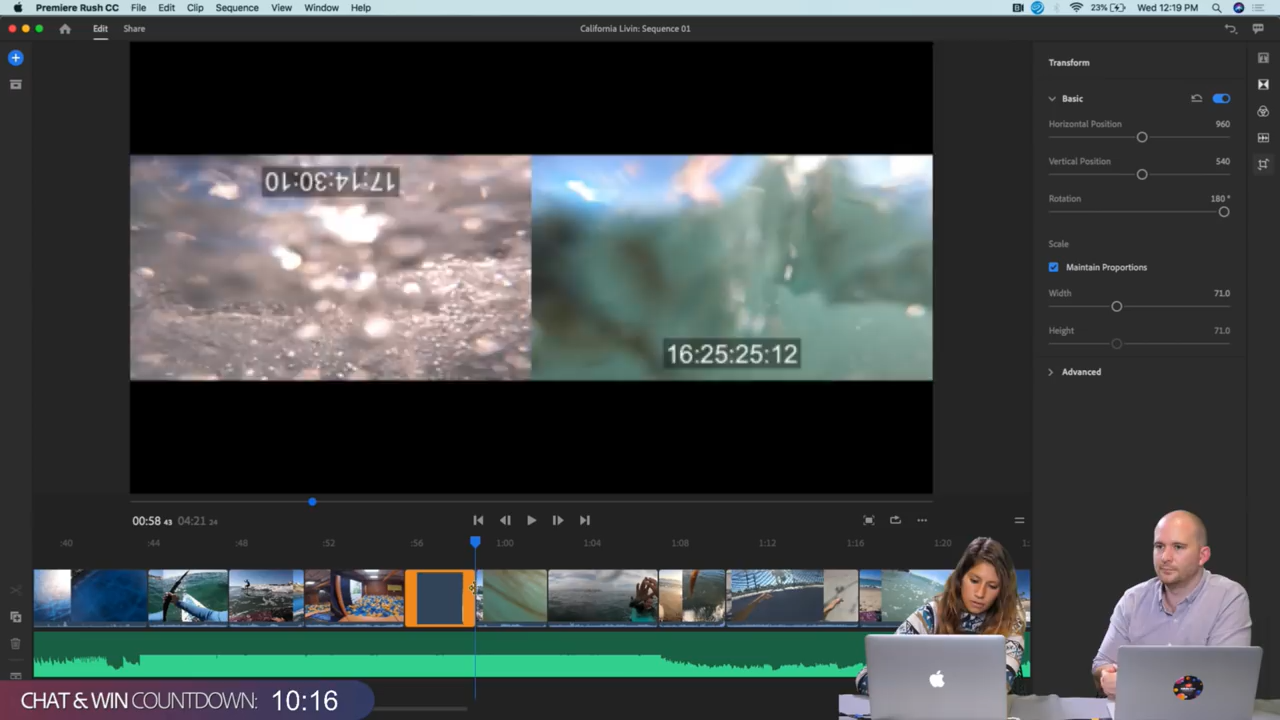 Premiere Rush CC File Edit Clip Sequence View Window Help 23% Wed 12:19 PM
Edit Share California Livin: Sequence 01
Transform
Basic
Horizontal Position 960
Vertical Position 540
Rotation 180°
Scale
Maintain Proportions
Width 71.0
Height 71.0
Advanced
17:14:30:10
16:25:25:12
00:58 43 04:21 24
:40 :44 :48 :52 :56 1:00 1:04 1:08 1:12 1:16 1:20 1:
CHAT & WIN COUNTDOWN: 10:16